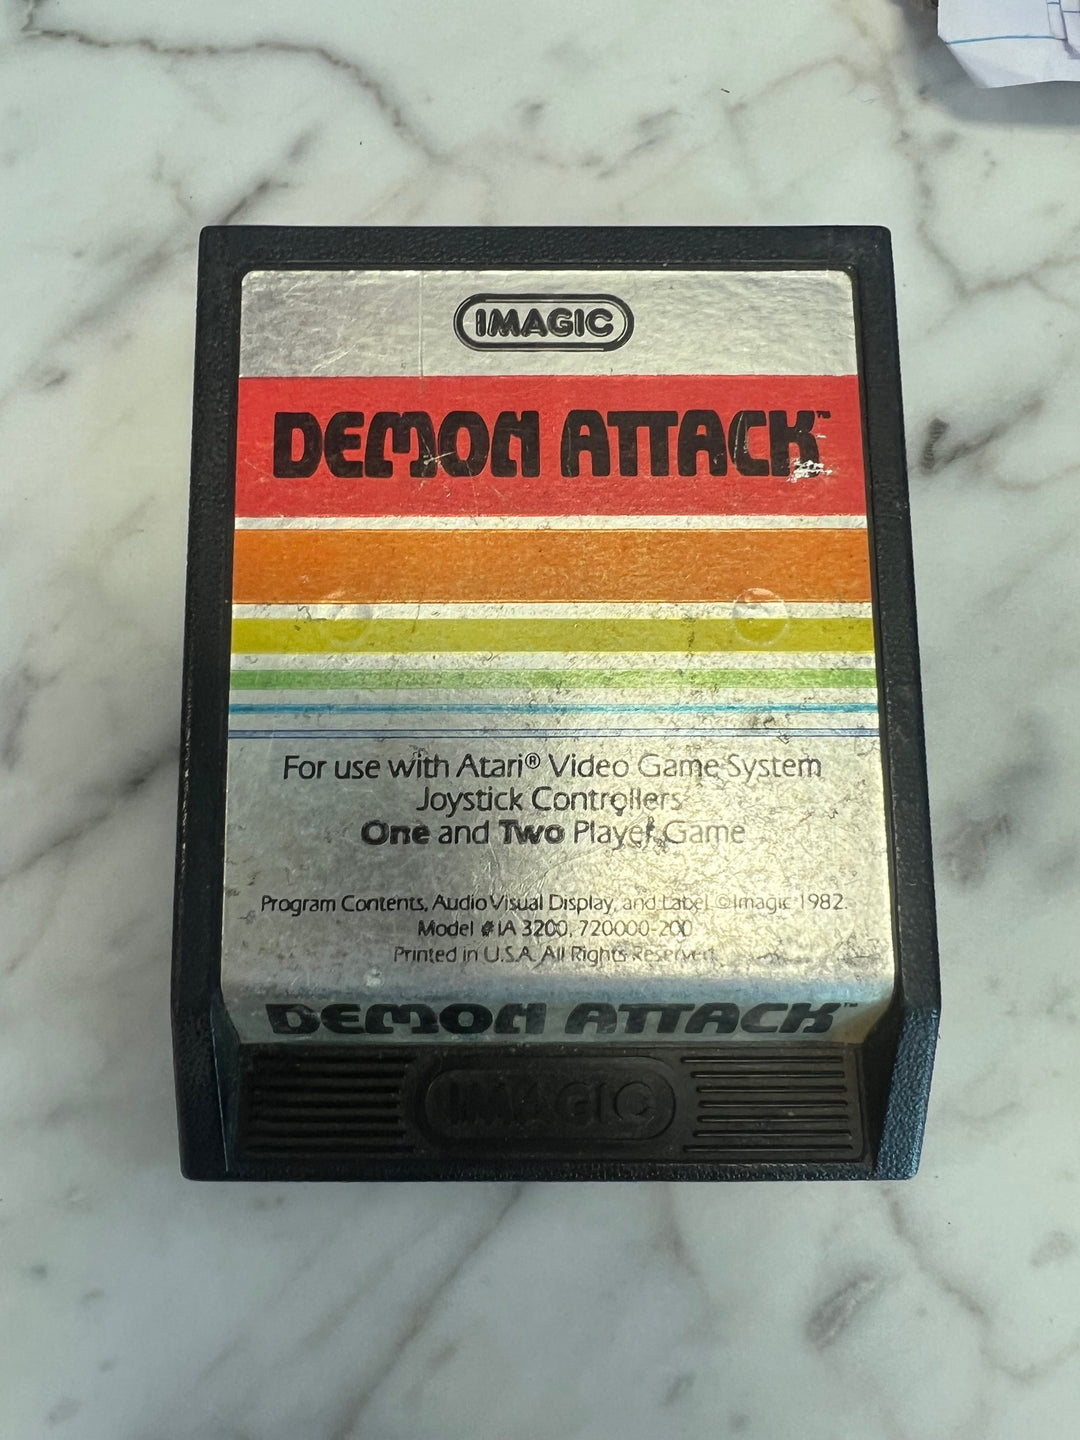 IMAGIC
DEMON ATTACK™
For use with Atari® Video Game System
Joystick Controllers
One and Two Player Game
Program Contents, Audio Visual Display, and Label ©Imagic 1982.
Model # IA 3200, 720000-200
Printed in U.S.A. All Rights Reserved.
DEMON ATTACK™
IMAGIC